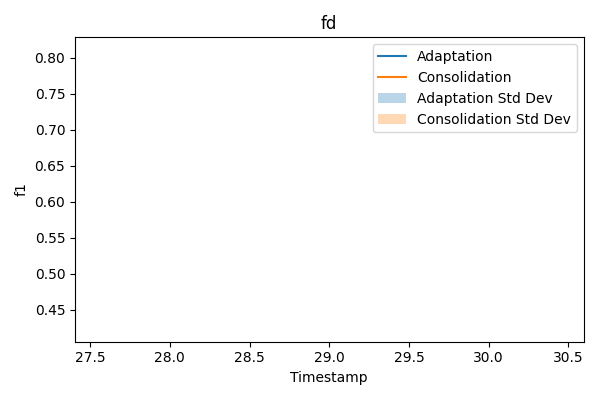 fd
Adaptation
Consolidation
Adaptation Std Dev
Consolidation Std Dev
f1
0.80
0.75
0.70
0.65
0.60
0.55
0.50
0.45
27.5 28.0 28.5 29.0 29.5 30.0 30.5
Timestamp